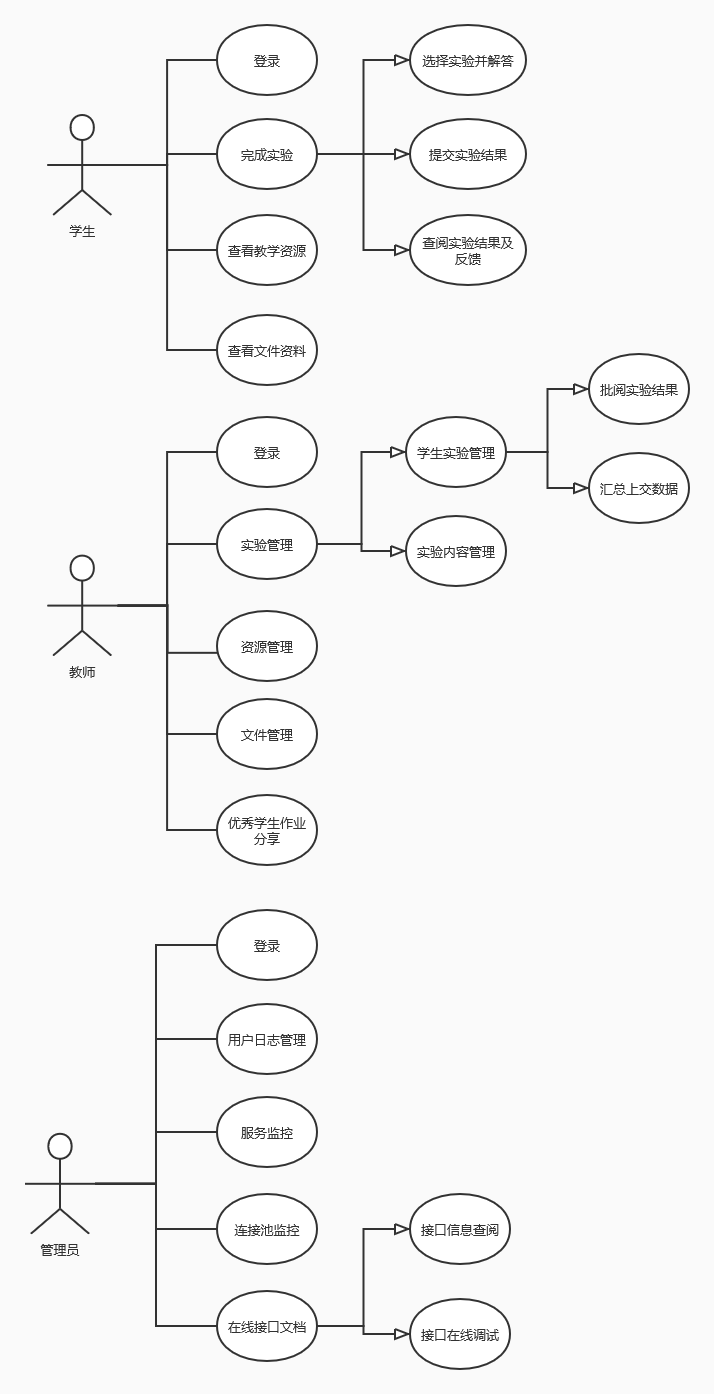 登录
选择实验并解答
完成实验
提交实验结果
学生
查看教学资源
查阅实验结果及
反馈
查看文件资料
批阅实验结果
登录
学生实验管理
汇总上交数据
实验管理
实验内容管理
资源管理
教师
文件管理
优秀学生作业
分享
登录
用户日志管理
服务监控
连接池监控
接口信息查阅
管理员
在线接口文档
接口在线调试